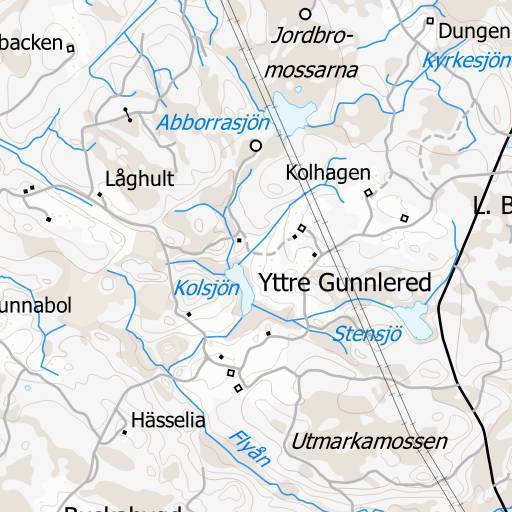 Jordbro-
mossarna
Dungen
backen
Kyrkesjön
Abborrasjön
Kolhagen
Låghult
L. B
Kolsjön
Yttre Gunnlered
unnabol
Stensjö
Hässelia
Flyån
Utmarkamossen